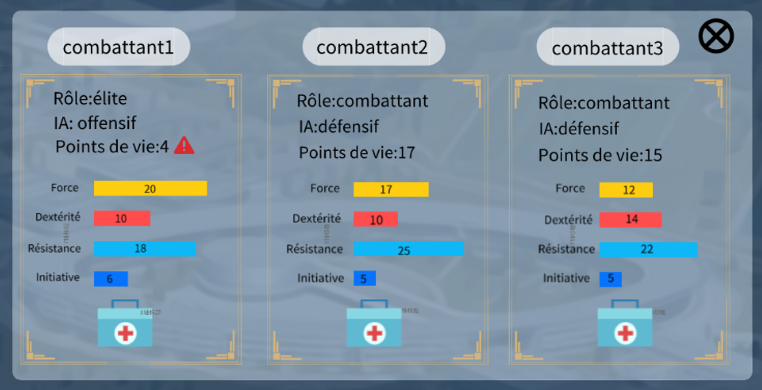 combattant1
Rôle:élite
IA: offensif
Points de vie:4
Force 20
Dextérité 10
Résistance 18
Initiative 6
combattant2
Rôle:combattant
IA:défensif
Points de vie:17
Force 17
Dextérité 10
Résistance 25
Initiative 5
combattant3
Rôle:combattant
IA:défensif
Points de vie:15
Force 12
Dextérité 14
Résistance 22
Initiative 5